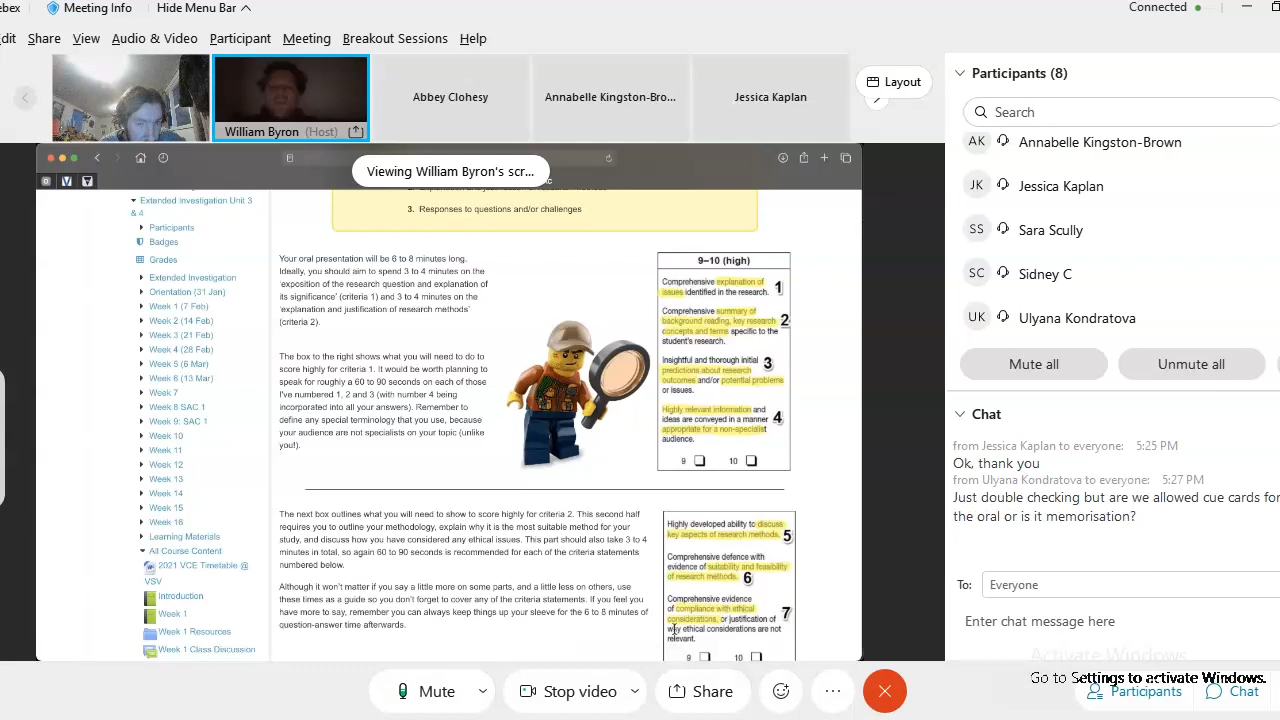 ebex
Meeting Info
Hide Menu Bar
Connected
dit Share View Audio & Video Participant Meeting Breakout Sessions Help
William Byron (Host)
Abbey Clohesy
Annabelle Kingston-Bro...
Jessica Kaplan
Layout
Viewing William Byron's scr...
Extended Investigation Unit 3
& 4
Participants
Badges
Grades
Extended Investigation
Orientation (31 Jan)
Week 1 (7 Feb)
Week 2 (14 Feb)
Week 3 (21 Feb)
Week 4 (28 Feb)
Week 5 (6 Mar)
Week 6 (13 Mar)
Week 7
Week 8 SAC 1
Week 9: SAC 1
Week 10
Week 11
Week 12
Week 13
Week 14
Week 15
Week 16
Learning Materials
All Course Content
2021 VCE Timetable @
VSV
Introduction
Week 1
Week 1 Resources
Week 1 Class Discussion
3. Responses to questions and/or challenges
Your oral presentation will be 6 to 8 minutes long.
Ideally, you should aim to spend 3 to 4 minutes on the
'exposition of the research question and explanation of
its significance' (criteria 1) and 3 to 4 minutes on the
'explanation and justification of research methods'
(criteria 2).
The box to the right shows what you will need to do to
score highly for criteria 1. It would be worth planning to
speak for roughly a 60 to 90 seconds on each of those
I've numbered 1, 2 and 3 (with number 4 being
incorporated into all your answers). Remember to
define any special terminology that you use, because
your audience are not specialists on your topic (unlike
you!).
9–10 (high)
Comprehensive explanation of
issues identified in the research. 1
Comprehensive summary of
background reading, key research 2
concepts and terms specific to the
student's research.
Insightful and thorough initial 3
predictions about research
outcomes and/or potential problems
or issues.
Highly relevant information and
ideas are conveyed in a manner 4
appropriate for a non-specialist
audience.
9 10
The next box outlines what you will need to show to score highly for criteria 2. This second half
requires you to outline your methodology, explain why it is the most suitable method for your
study, and discuss how you have considered any ethical issues. This part should also take 3 to 4
minutes in total, so again 60 to 90 seconds is recommended for each of the criteria statements
numbered below.
Although it won't matter if you say a little more on some parts, and a little less on others, use
these times as a guide so you don't forget to cover any of the criteria statements. If you feel you
have more to say, remember you can always keep things up your sleeve for the 6 to 8 minutes of
question-answer time afterwards.
Highly developed ability to discuss
key aspects of research methods. 5
Comprehensive defence with
evidence of suitability and feasibility
of research methods. 6
Comprehensive evidence
of compliance with ethical
considerations, or justification of 7
why ethical considerations are not
relevant.
9 10
Participants (8)
Search
AK Annabelle Kingston-Brown
JK Jessica Kaplan
SS Sara Scully
SC Sidney C
UK Ulyana Kondratova
Mute all
Unmute all
Chat
from Jessica Kaplan to everyone: 5:25 PM
Ok, thank you
from Ulyana Kondratova to everyone: 5:27 PM
Just double checking but are we allowed cue cards for
the oral or is it memorisation?
To: Everyone
Enter chat message here
Activate Windows
Go to Settings to activate Windows.
Mute
Stop video
Share
Participants
Chat